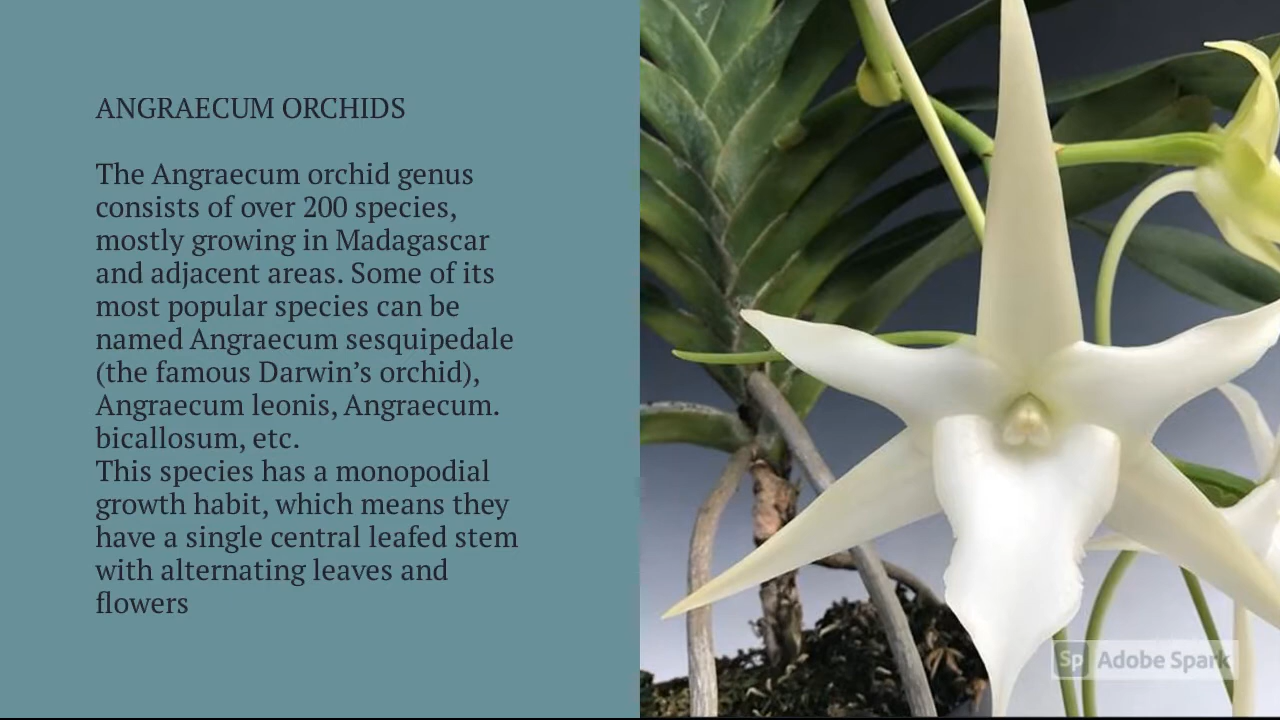 ANGRAECUM ORCHIDS
The Angraecum orchid genus
consists of over 200 species,
mostly growing in Madagascar
and adjacent areas. Some of its
most popular species can be
named Angraecum sesquipedale
(the famous Darwin’s orchid),
Angraecum leonis, Angraecum.
bicallosum, etc.
This species has a monopodial
growth habit, which means they
have a single central leafed stem
with alternating leaves and
flowers
Sp Adobe Spark